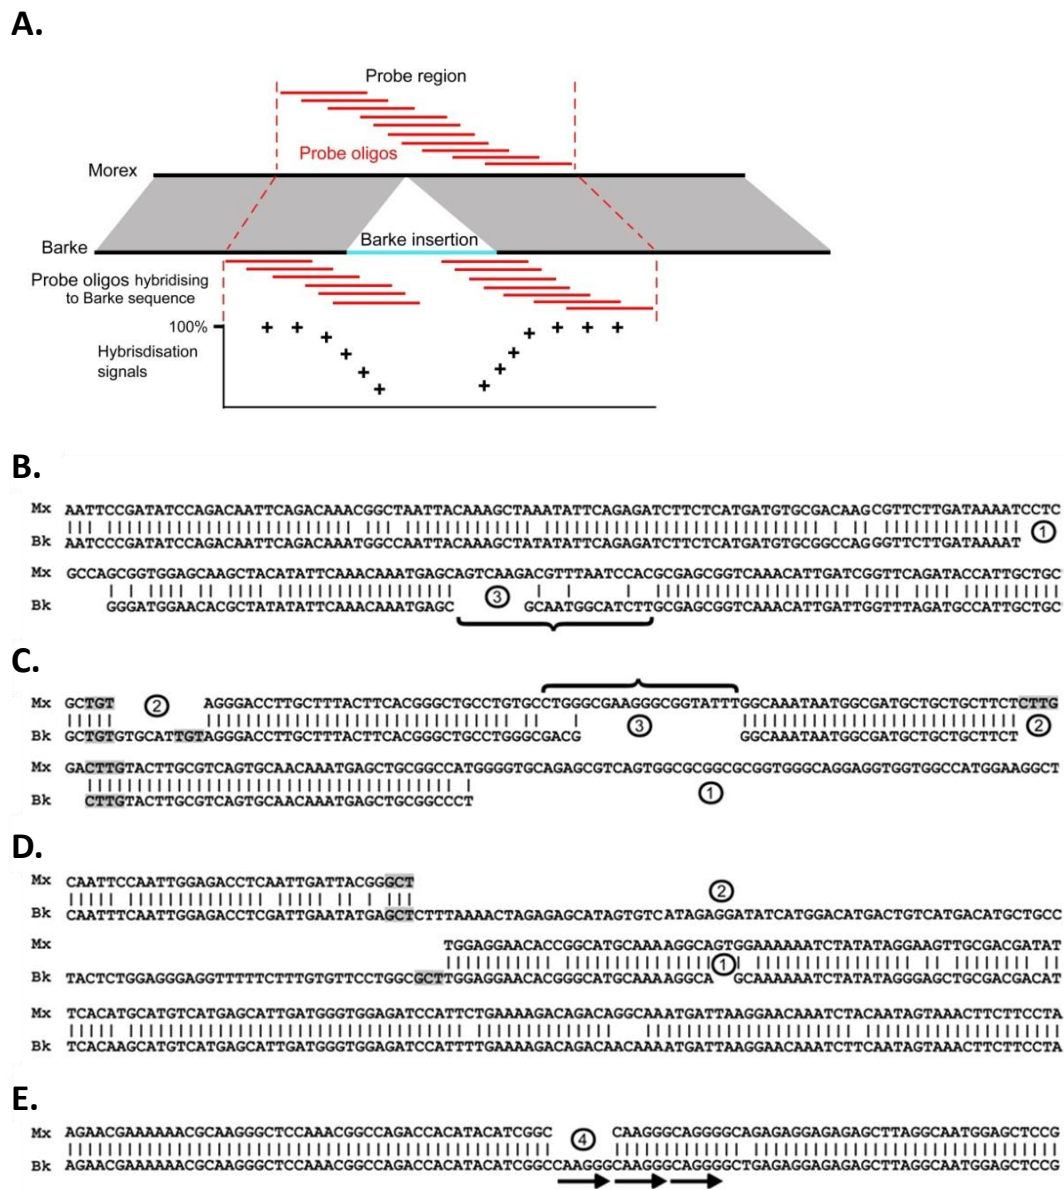 A.
Probe region
Probe oligos
Morex
Barke
Barke insertion
Probe oligos hybridising
to Barke sequence
100%
Hybrisdisation
signals
B.
Mx AATTCCGATATCCAGACAATTCAGACAAACGGCTAATTACAAAGCTAAATATTCAGAGATCTTCTCATGATGTGCGACAAGCGTTCTTGATAAAATCCTC
Bk AATCCCGATATCCAGACAATTCAGACAAATGGCCAATTACAAAGCTATATATTCAGAGATCTTCTCATGATGTGCGGCCAGGGTTCTTGATAAAAT 1
Mx GCCAGCGGTGGAGCAAGCTACATATTCAAACAAATGAGCAGTCAAGACGTTTAATCCACGCGAGCGGTCAAACATTGATCGGTTCAGATACCATTGCTGC
Bk GGGATGGAACACGCTATATATTCAAACAAATGAGC 3 GCAATGGCATCTTGCGAGCGGTCAAACATTGATTGGTTTAGATGCCATTGCTGC
C.
Mx GCTGT 2 AGGGACCTTGCTTTACTTCACGGGCTGCCTGTGCCTGGGCGAAGGGCGGTATTTGGCAAATAATGGCGATGCTGCTGCTTCTCTTG
Bk GCTGTGTGCATTGTAGGGACCTTGCTTTACTTCACGGGCTGCCTGGGCGACG 3 GGCAAATAATGGCGATGCTGCTGCTTCT 2
Mx GACTTGTACTTGCGTCAGTGCAACAAATGAGCTGCGGCCATGGGGTGCAGAGCGTCAGTGGCGCGGCGCGGTGGGCAGGAGGTGGTGGCCATGGAAGGCT
Bk CTTGTACTTGCGTCAGTGCAACAAATGAGCTGCGGCCCT 1
D.
Mx CAATTCCAATTGGAGACCTCAATTGATTACGGGCT 2
Bk CAATTTCAATTGGAGACCTCGATTGAATATGAGCTCTTTAAAACTAGAGAGCATAGTGTCATAGAGGATATCATGGACATGACTGTCATGACATGCTGCC
Mx TGGAGGAACACCGGCATGCAAAAGGCAGTGGAAAAAATCTATATAGGAAGTTGCGACGATAT
Bk TACTCTGGAGGGAGGTTTTTCTTTGTGTTCCTGGCGCTTGGAGGAACACGGGCATGCAAAAGGCA 1 GCAAAAAATCTATATAGGGAGCTGCGACGACAT
Mx TCACATGCATGTCATGAGCATTGATGGGTGGAGATCCATTCTGAAAAGACAGACAGGCAAATGATTAAGGAACAAATCTACAATAGTAAACTTCTTCCTA
Bk TCACAAGCATGTCATGAGCATTGATGGGTGGAGATCCATTTTGAAAAGACAGACAACAAAATGATTAAGGAACAAATCTTCAATAGTAAACTTCTTCCTA
E.
Mx AGAACGAAAAAACGCAAGGGCTCCAAACGGCCAGACCACATACATCGGC 4 CAAGGGCAGGGGCAGAGAGGAGAGAGCTTAGGCAATGGAGCTCCG
Bk AGAACGAAAAAACGCAAGGGCTCCAAACGGCCAGACCACATACATCGGCCAAGGGCAAGGGCAGGGGCTGAGAGGAGAGAGCTTAGGCAATGGAGCTCCG